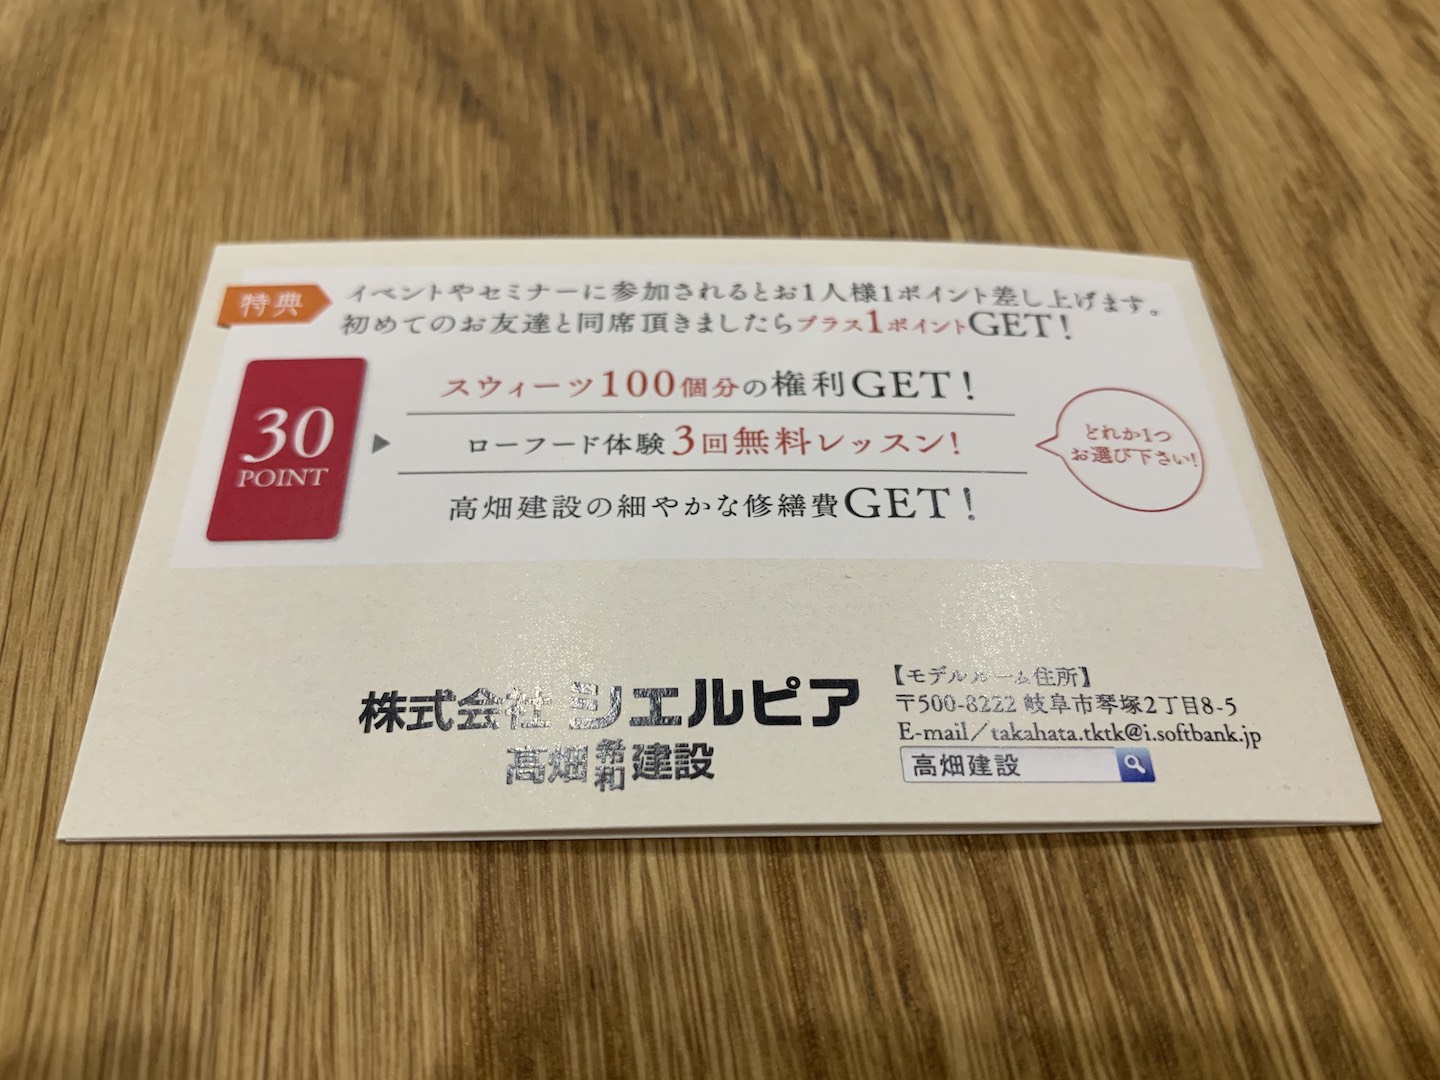 特典
イベントやセミナーに参加されるとお1人様1ポイント差し上げます。
初めてのお友達と同席頂きましたらプラス1ポイントGET!
30
POINT
スウィーツ100個分の権利GET!
ローフード体験3回無料レッスン!
高畑建設の細やかな修繕費GET!
どれか1つ
お選び下さい!
株式会社シェルピア
高畑希和建設
【モデルルーム住所】
〒500-8222 岐阜市琴塚2丁目8-5
E-mail/takahata.tktk@i.softbank.jp
高畑建設